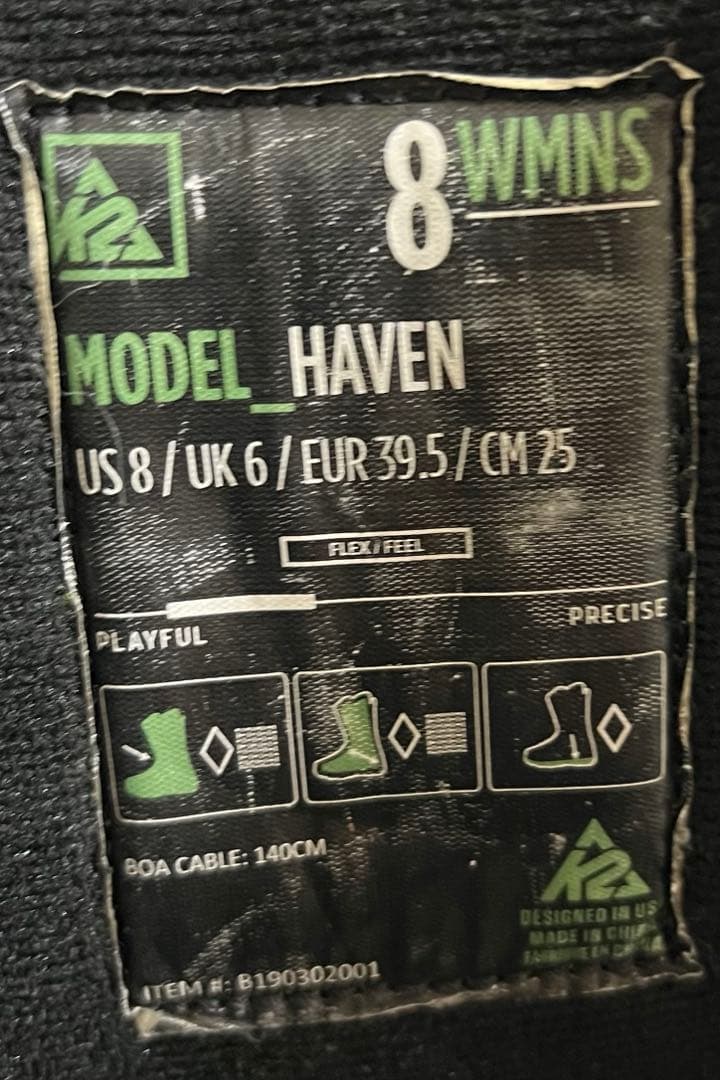 K2
8 WMNS
MODEL_HAVEN
US 8 / UK 6 / EUR 39.5 / CM 25
FLEX / FEEL
PLAYFUL
PRECISE
BOA CABLE: 140CM
K2
DESIGNED IN US
MADE IN
ITEM #: B190302001